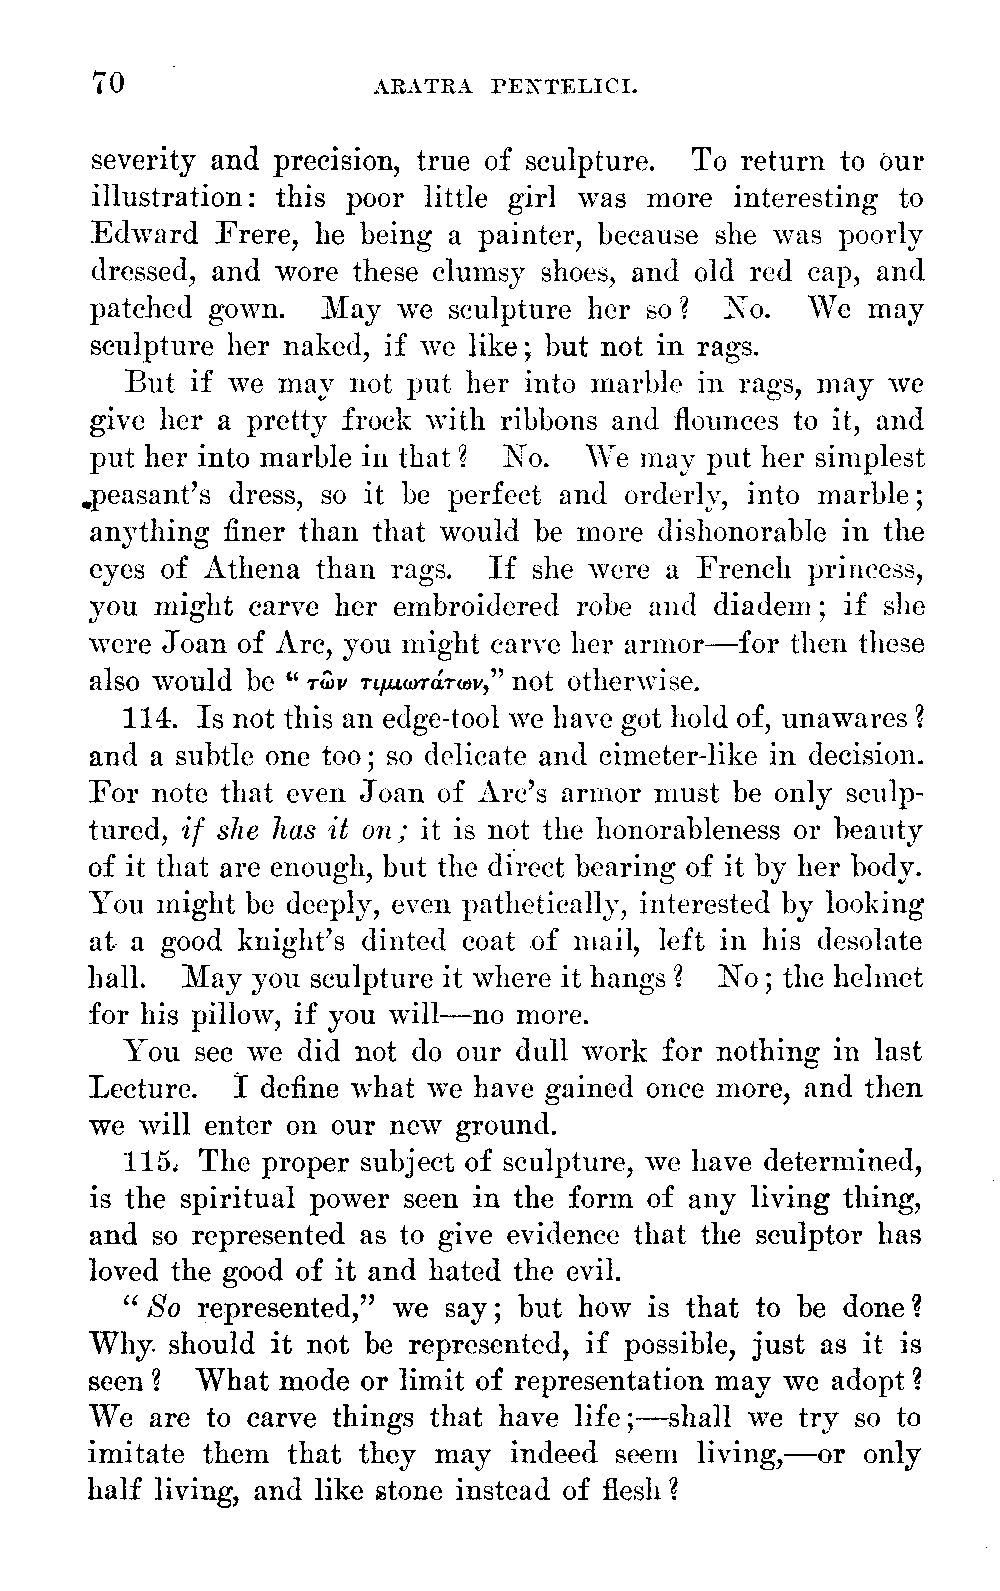 70 ARATRA PENTELICI.
severity and precision, true of sculpture. To return to our
illustration: this poor little girl was more interesting to
Edward Frere, he being a painter, because she was poorly
dressed, and wore these clumsy shoes, and old red cap, and
patched gown. May we sculpture her so? No. We may
sculpture her naked, if we like; but not in rags.
But if we may not put her into marble in rags, may we
give her a pretty frock with ribbons and flounces to it, and
put her into marble in that? No. We may put her simplest
peasant's dress, so it be perfect and orderly, into marble;
anything finer than that would be more dishonorable in the
eyes of Athena than rags. If she were a French princess,
you might carve her embroidered robe and diadem; if she
were Joan of Arc, you might carve her armor—for then these
also would be "τῶν τιμιωτάτων," not otherwise.
114. Is not this an edge-tool we have got hold of, unawares?
and a subtle one too; so delicate and cimeter-like in decision.
For note that even Joan of Arc's armor must be only sculp-
tured, if she has it on; it is not the honorableness or beauty
of it that are enough, but the direct bearing of it by her body.
You might be deeply, even pathetically, interested by looking
at a good knight's dinted coat of mail, left in his desolate
hall. May you sculpture it where it hangs? No; the helmet
for his pillow, if you will—no more.
You see we did not do our dull work for nothing in last
Lecture. I define what we have gained once more, and then
we will enter on our new ground.
115. The proper subject of sculpture, we have determined,
is the spiritual power seen in the form of any living thing,
and so represented as to give evidence that the sculptor has
loved the good of it and hated the evil.
"So represented," we say; but how is that to be done?
Why should it not be represented, if possible, just as it is
seen? What mode or limit of representation may we adopt?
We are to carve things that have life;—shall we try so to
imitate them that they may indeed seem living,—or only
half living, and like stone instead of flesh?